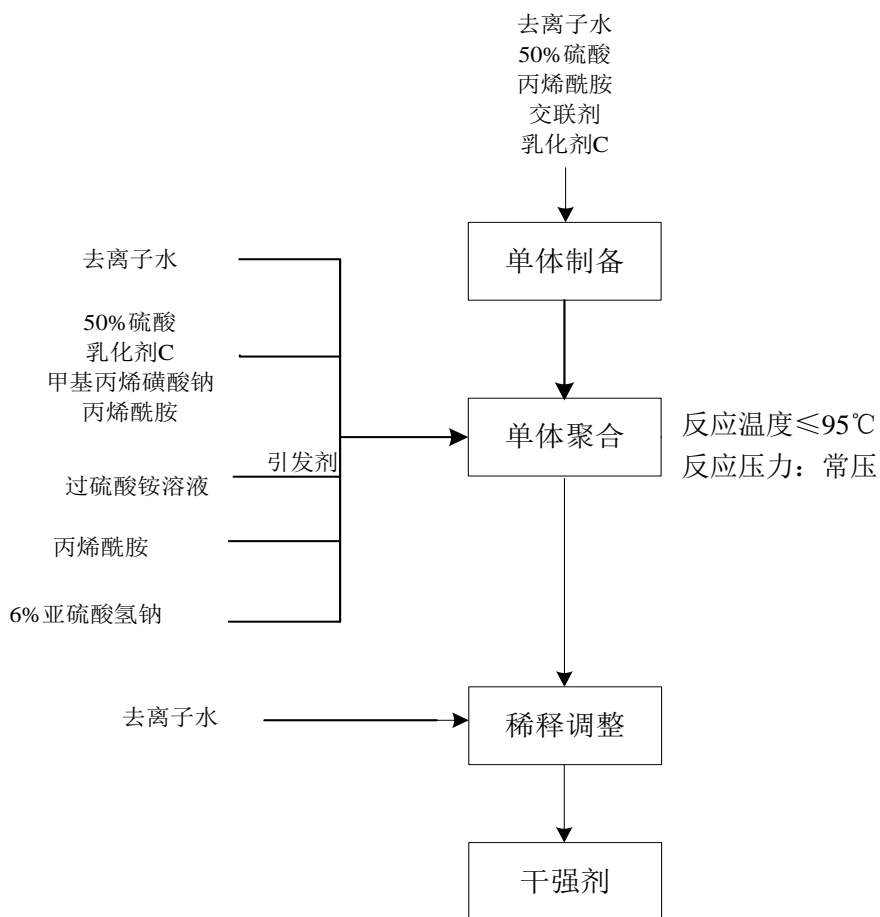 去离子水
50%硫酸
丙烯酰胺
交联剂
乳化剂C
单体制备
去离子水
50%硫酸
乳化剂C
甲基丙烯磺酸钠
丙烯酰胺
单体聚合
反应温度≤95℃
反应压力：常压
引发剂
过硫酸铵溶液
丙烯酰胺
6%亚硫酸氢钠
去离子水
稀释调整
干强剂